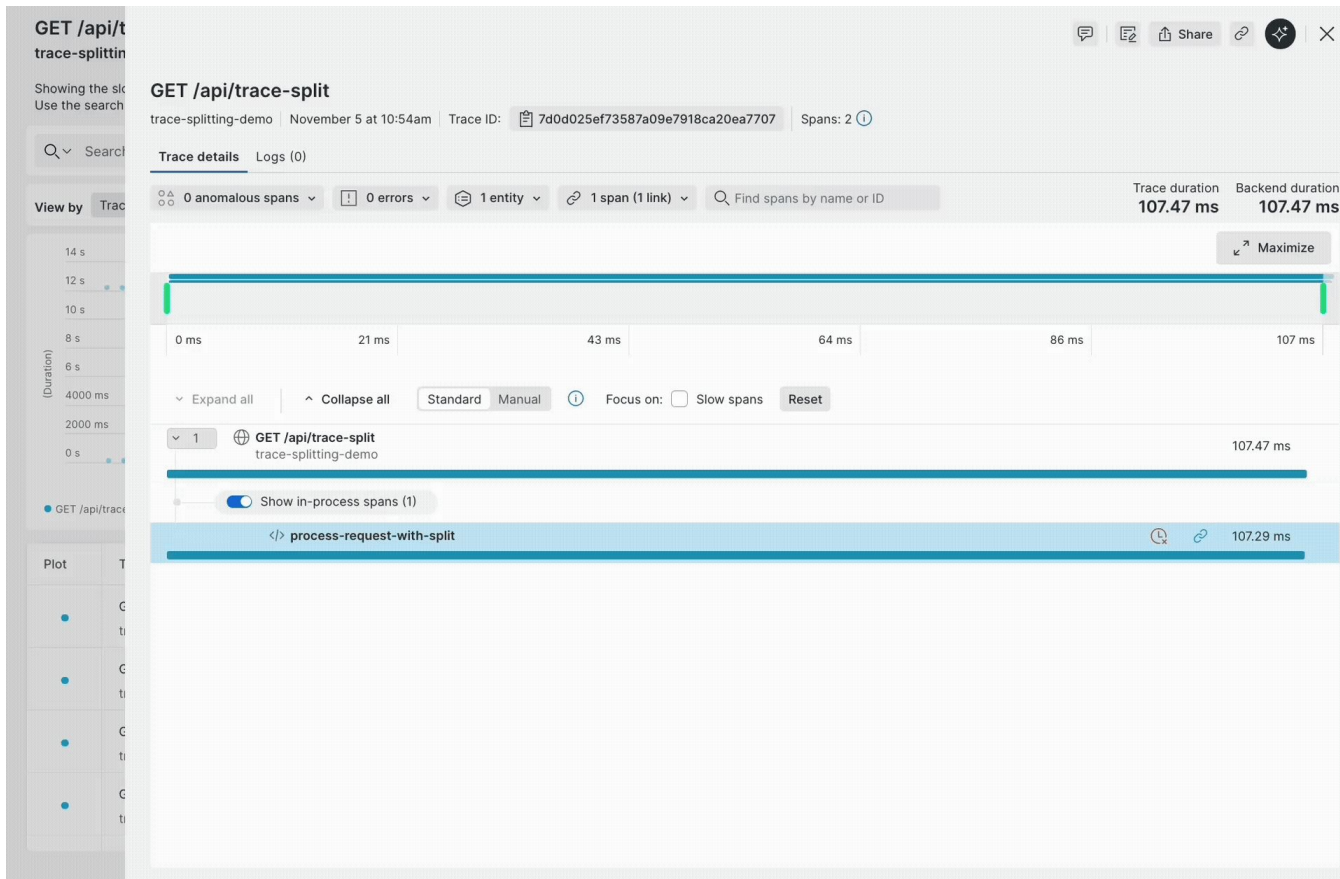 GET /api/t
trace-splittin
Showing the slo
Use the search
Search
View by Trac
14 s
12 s
10 s
8 s
6 s
4000 ms
2000 ms
0 s
(Duration)
GET /api/trace
Plot T
G
tr
G
tr
G
tr
G
tr
Share
GET /api/trace-split
trace-splitting-demo November 5 at 10:54am Trace ID: 7d0d025ef73587a09e7918ca20ea7707 Spans: 2
Trace details Logs (0)
0 anomalous spans 0 errors 1 entity 1 span (1 link) Find spans by name or ID
Trace duration Backend duration
107.47 ms 107.47 ms
Maximize
0 ms 21 ms 43 ms 64 ms 86 ms 107 ms
Expand all Collapse all Standard Manual Focus on: Slow spans Reset
1 GET /api/trace-split
trace-splitting-demo
107.47 ms
Show in-process spans (1)
</> process-request-with-split 107.29 ms